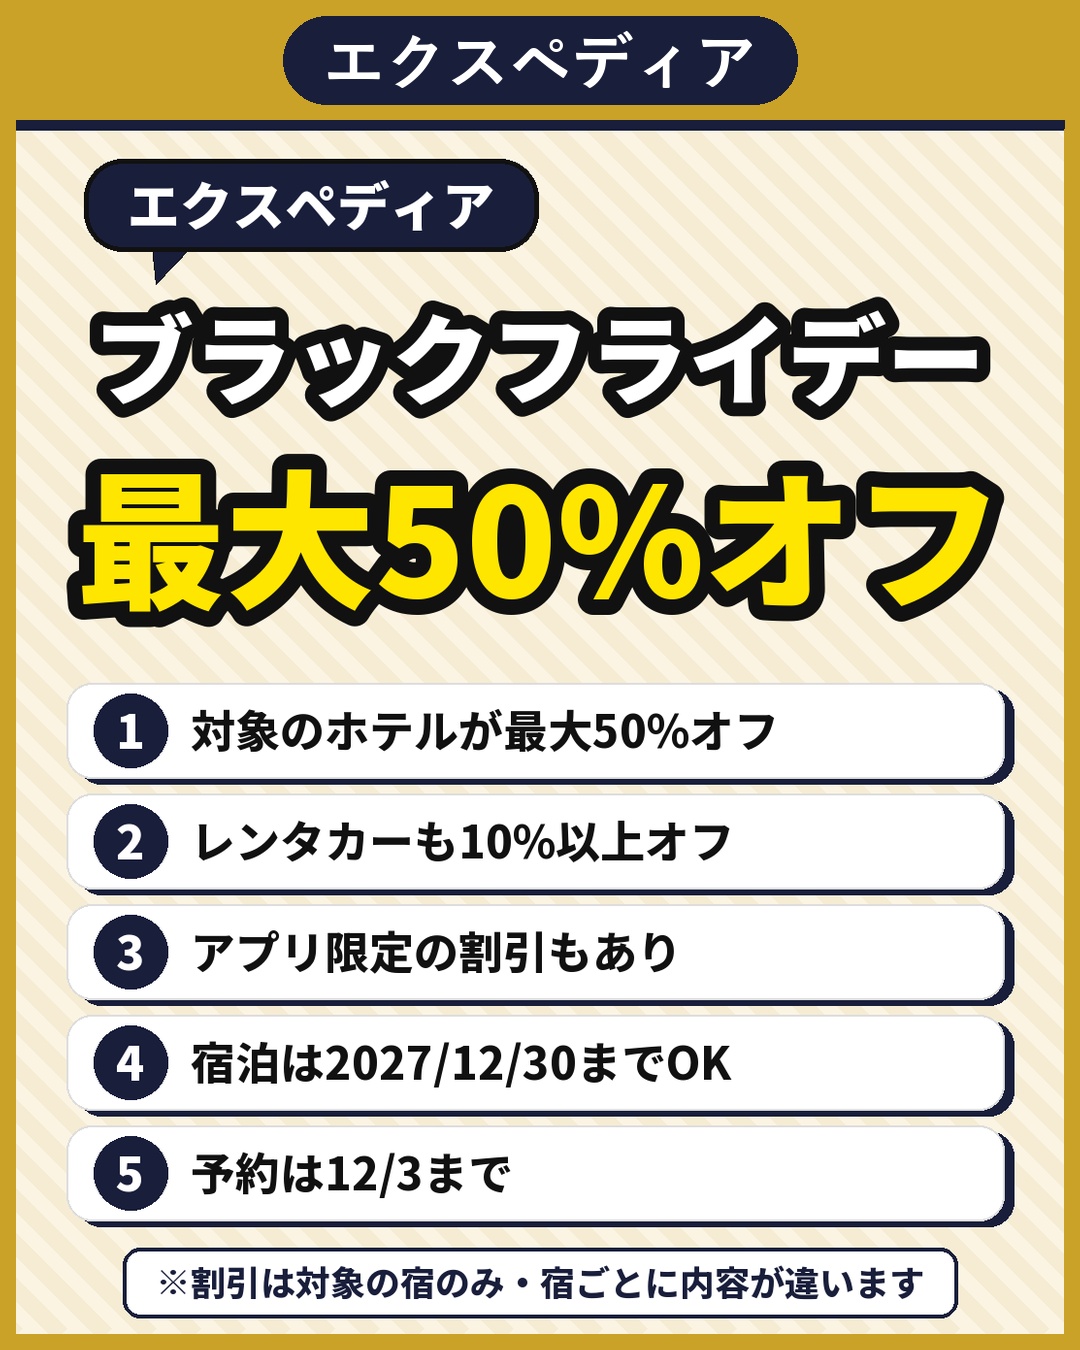 エクスペディア
エクスペディア
ブラックフライデー
最大50%オフ
1 対象のホテルが最大50%オフ
2 レンタカーも10%以上オフ
3 アプリ限定の割引もあり
4 宿泊は2027/12/30までOK
5 予約は12/3まで
※割引は対象の宿のみ・宿ごとに内容が違います